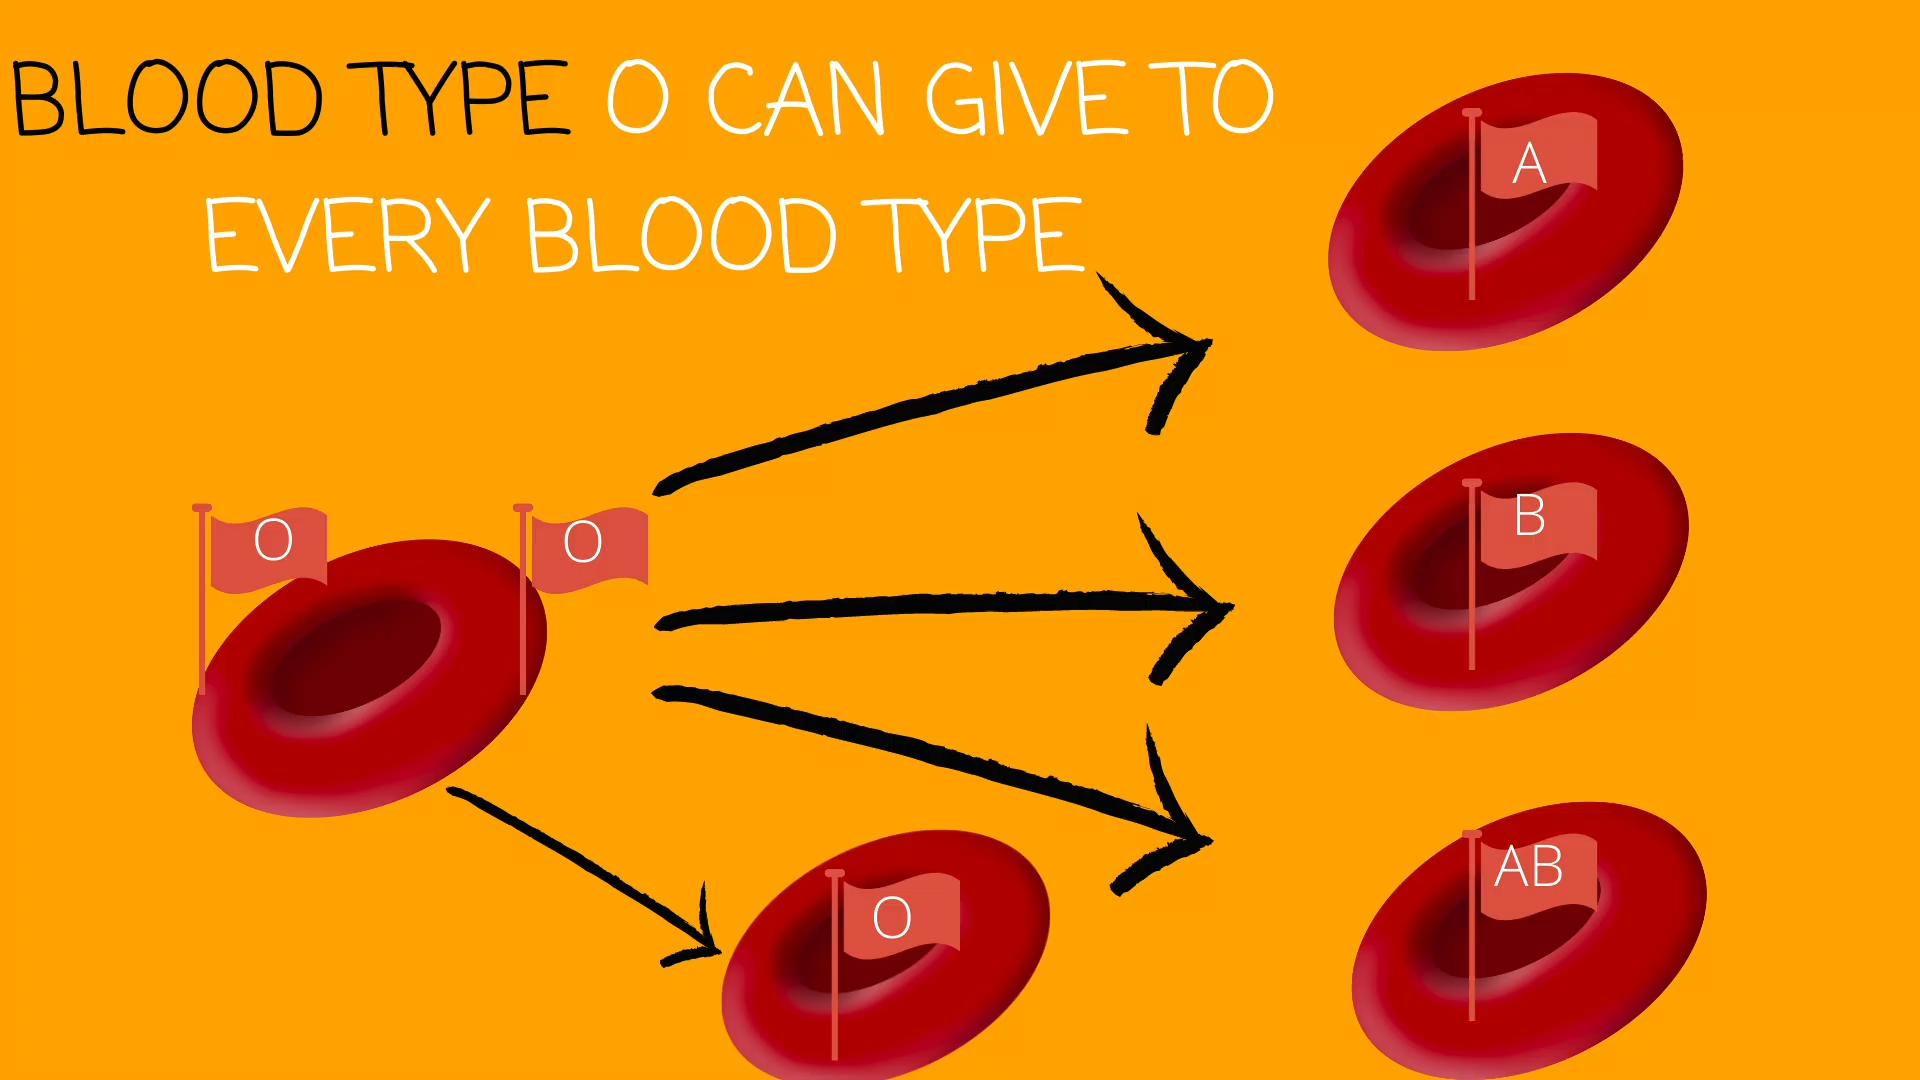 BLOOD TYPE O CAN GIVE TO
EVERY BLOOD TYPE
A
B
O O
AB
O